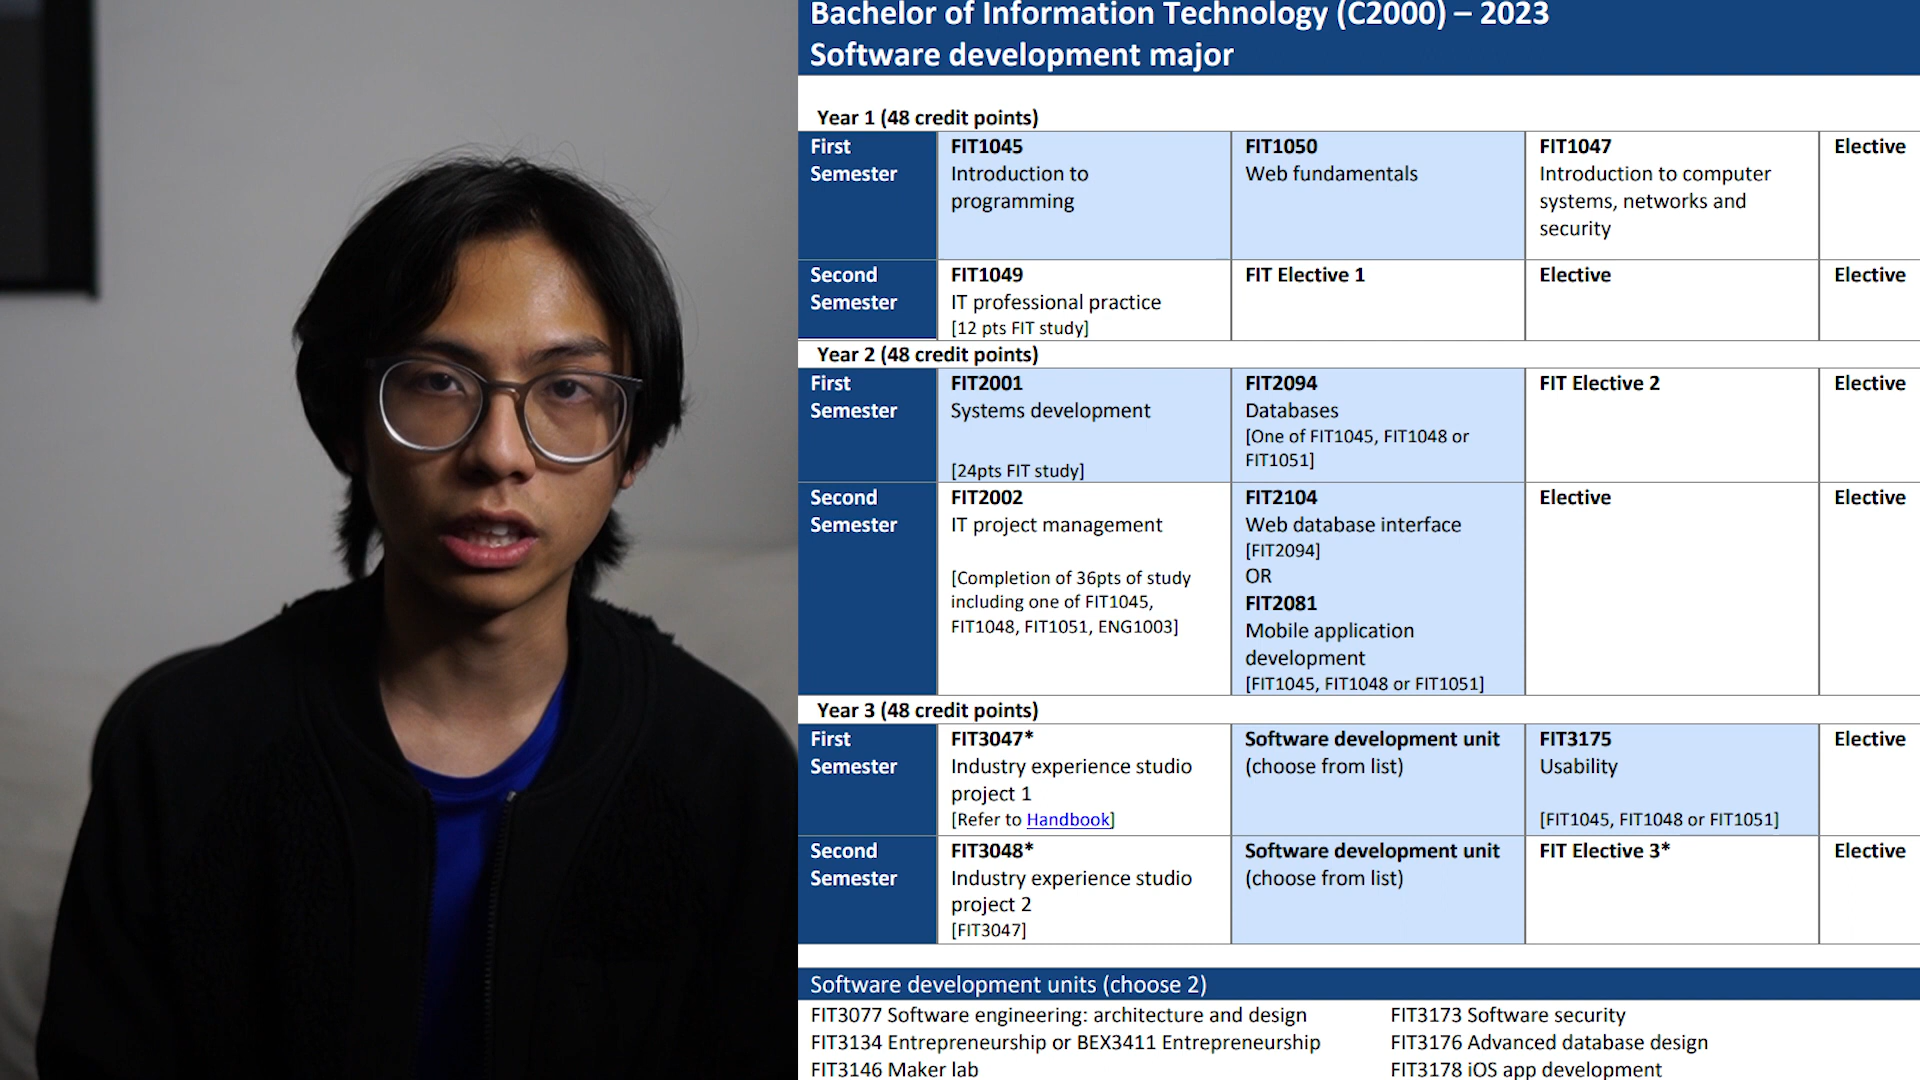 Bachelor of Information Technology (C2000) – 2023
Software development major
Year 1 (48 credit points)
First
Semester
FIT1045
Introduction to
programming
FIT1050
Web fundamentals
FIT1047
Introduction to computer
systems, networks and
security
Elective
Second
Semester
FIT1049
IT professional practice
[12 pts FIT study]
FIT Elective 1
Elective
Elective
Year 2 (48 credit points)
First
Semester
FIT2001
Systems development
[24pts FIT study]
FIT2094
Databases
[One of FIT1045, FIT1048 or
FIT1051]
FIT Elective 2
Elective
Second
Semester
FIT2002
IT project management
[Completion of 36pts of study
including one of FIT1045,
FIT1048, FIT1051, ENG1003]
FIT2104
Web database interface
[FIT2094]
OR
FIT2081
Mobile application
development
[FIT1045, FIT1048 or FIT1051]
Elective
Elective
Year 3 (48 credit points)
First
Semester
FIT3047*
Industry experience studio
project 1
[Refer to Handbook]
Software development unit
(choose from list)
FIT3175
Usability
[FIT1045, FIT1048 or FIT1051]
Elective
Second
Semester
FIT3048*
Industry experience studio
project 2
[FIT3047]
Software development unit
(choose from list)
FIT Elective 3*
Elective
Software development units (choose 2)
FIT3077 Software engineering: architecture and design
FIT3134 Entrepreneurship or BEX3411 Entrepreneurship
FIT3146 Maker lab
FIT3173 Software security
FIT3176 Advanced database design
FIT3178 iOS app development